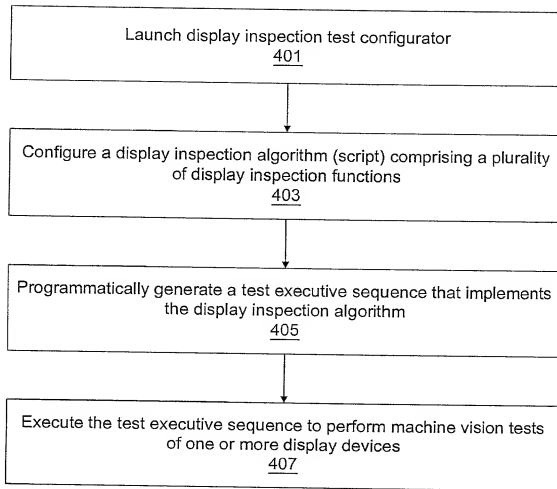 Launch display inspection test configurator
401
Configure a display inspection algorithm (script) comprising a plurality
of display inspection functions
403
Programmatically generate a test executive sequence that implements
the display inspection algorithm
405
Execute the test executive sequence to perform machine vision tests
of one or more display devices
407